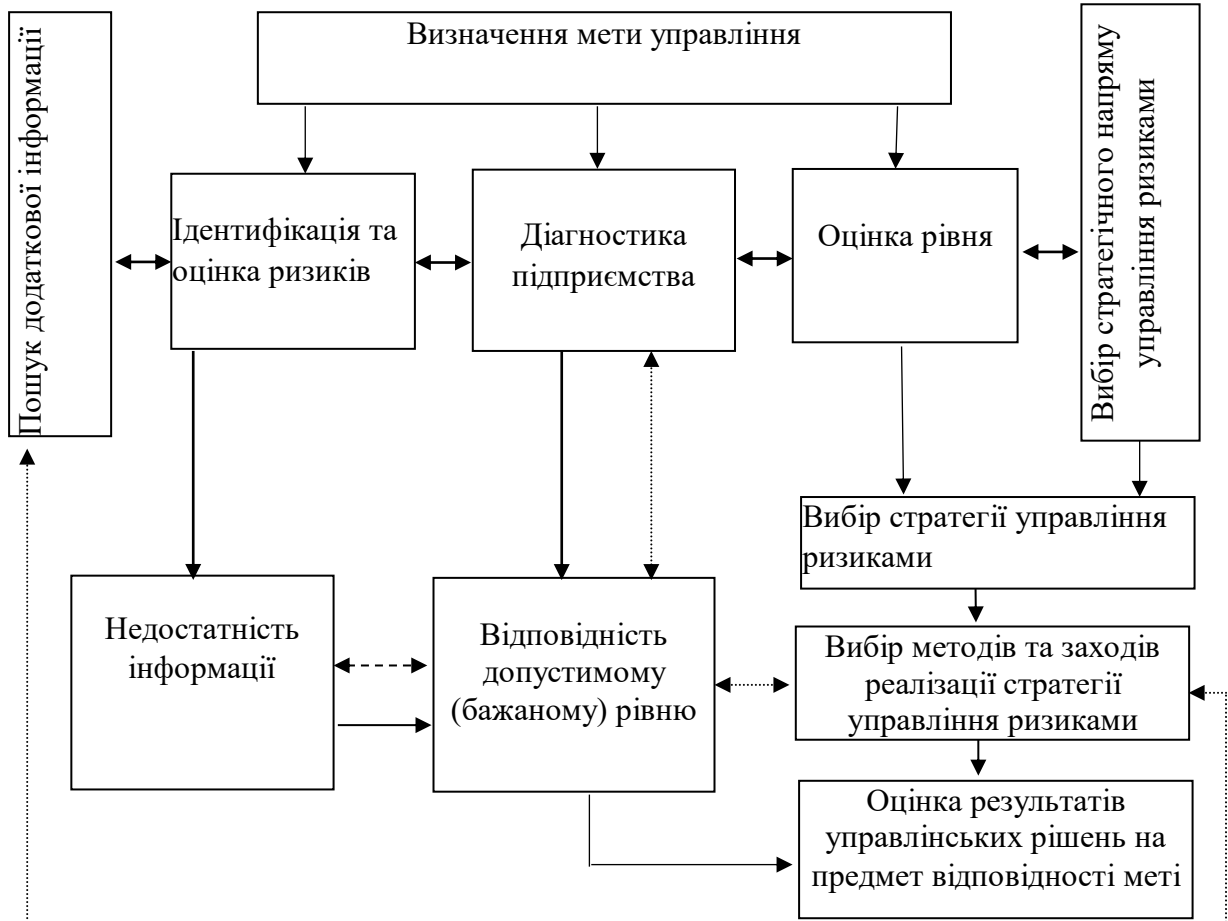 Визначення мети управління
Пошук додаткової інформації
Ідентифікація та
оцінка ризиків
Діагностика
підприємства
Оцінка рівня
Вибір стратегічного напряму
управління ризиками
Вибір стратегії управління
ризиками
Недостатність
інформації
Відповідність
допустимому
(бажаному) рівню
Вибір методів та заходів
реалізації стратегії
управління ризиками
Оцінка результатів
управлінських рішень на
предмет відповідності меті